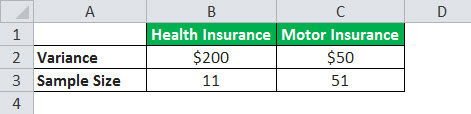 A B C D
1 Health Insurance Motor Insurance
2 Variance $200 $50
3 Sample Size 11 51
4